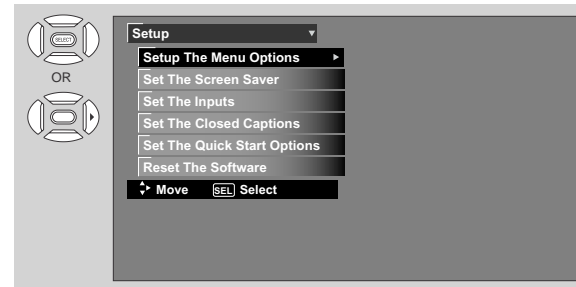 SELECT
OR
Setup
Setup The Menu Options
Set The Screen Saver
Set The Inputs
Set The Closed Captions
Set The Quick Start Options
Reset The Software
Move SEL Select